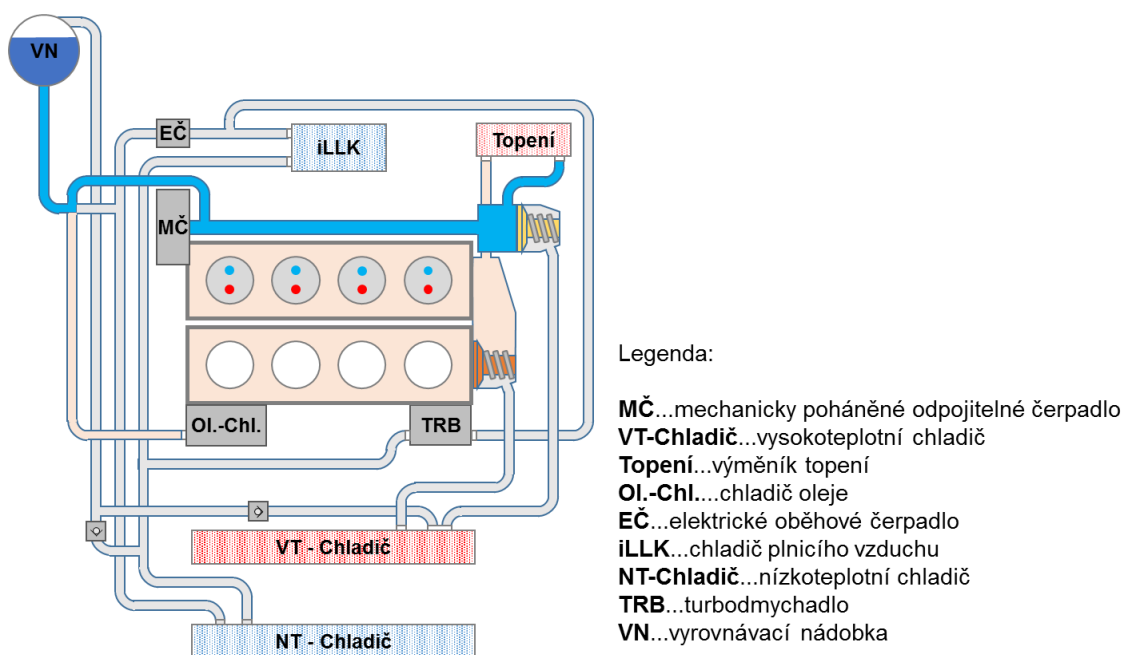 VN
EČ
iLLK
Topení
MČ
Ol.-Chl.
TRB
VT - Chladič
NT - Chladič
Legenda:
MČ...mechanicky poháněné odpojitelné čerpadlo
VT-Chladič...vysokoteplotní chladič
Topení...výměník topení
Ol.-Chl....chladič oleje
EČ...elektrické oběhové čerpadlo
iLLK...chladič plnicího vzduchu
NT-Chladič...nízkoteplotní chladič
TRB...turbodmychadlo
VN...vyrovnávací nádobka